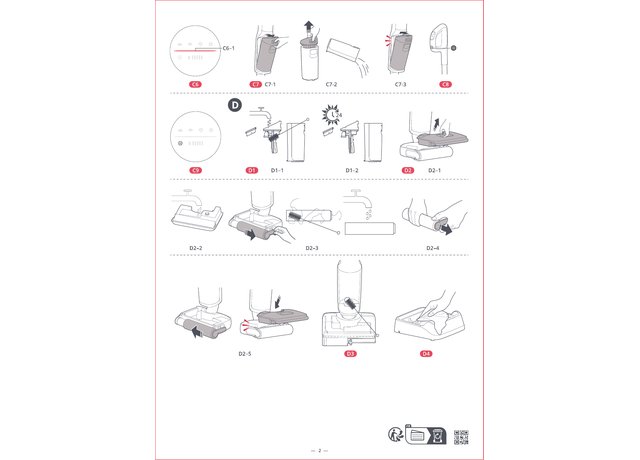 C6-1
C6 C7 C7-1 C7-2 C7-3 C8
D
24
C9 D1 D1-1 D1-2 D2 D2-1
D2-2 D2-3 D2-4
D2-5 D3 D4
— 2 —